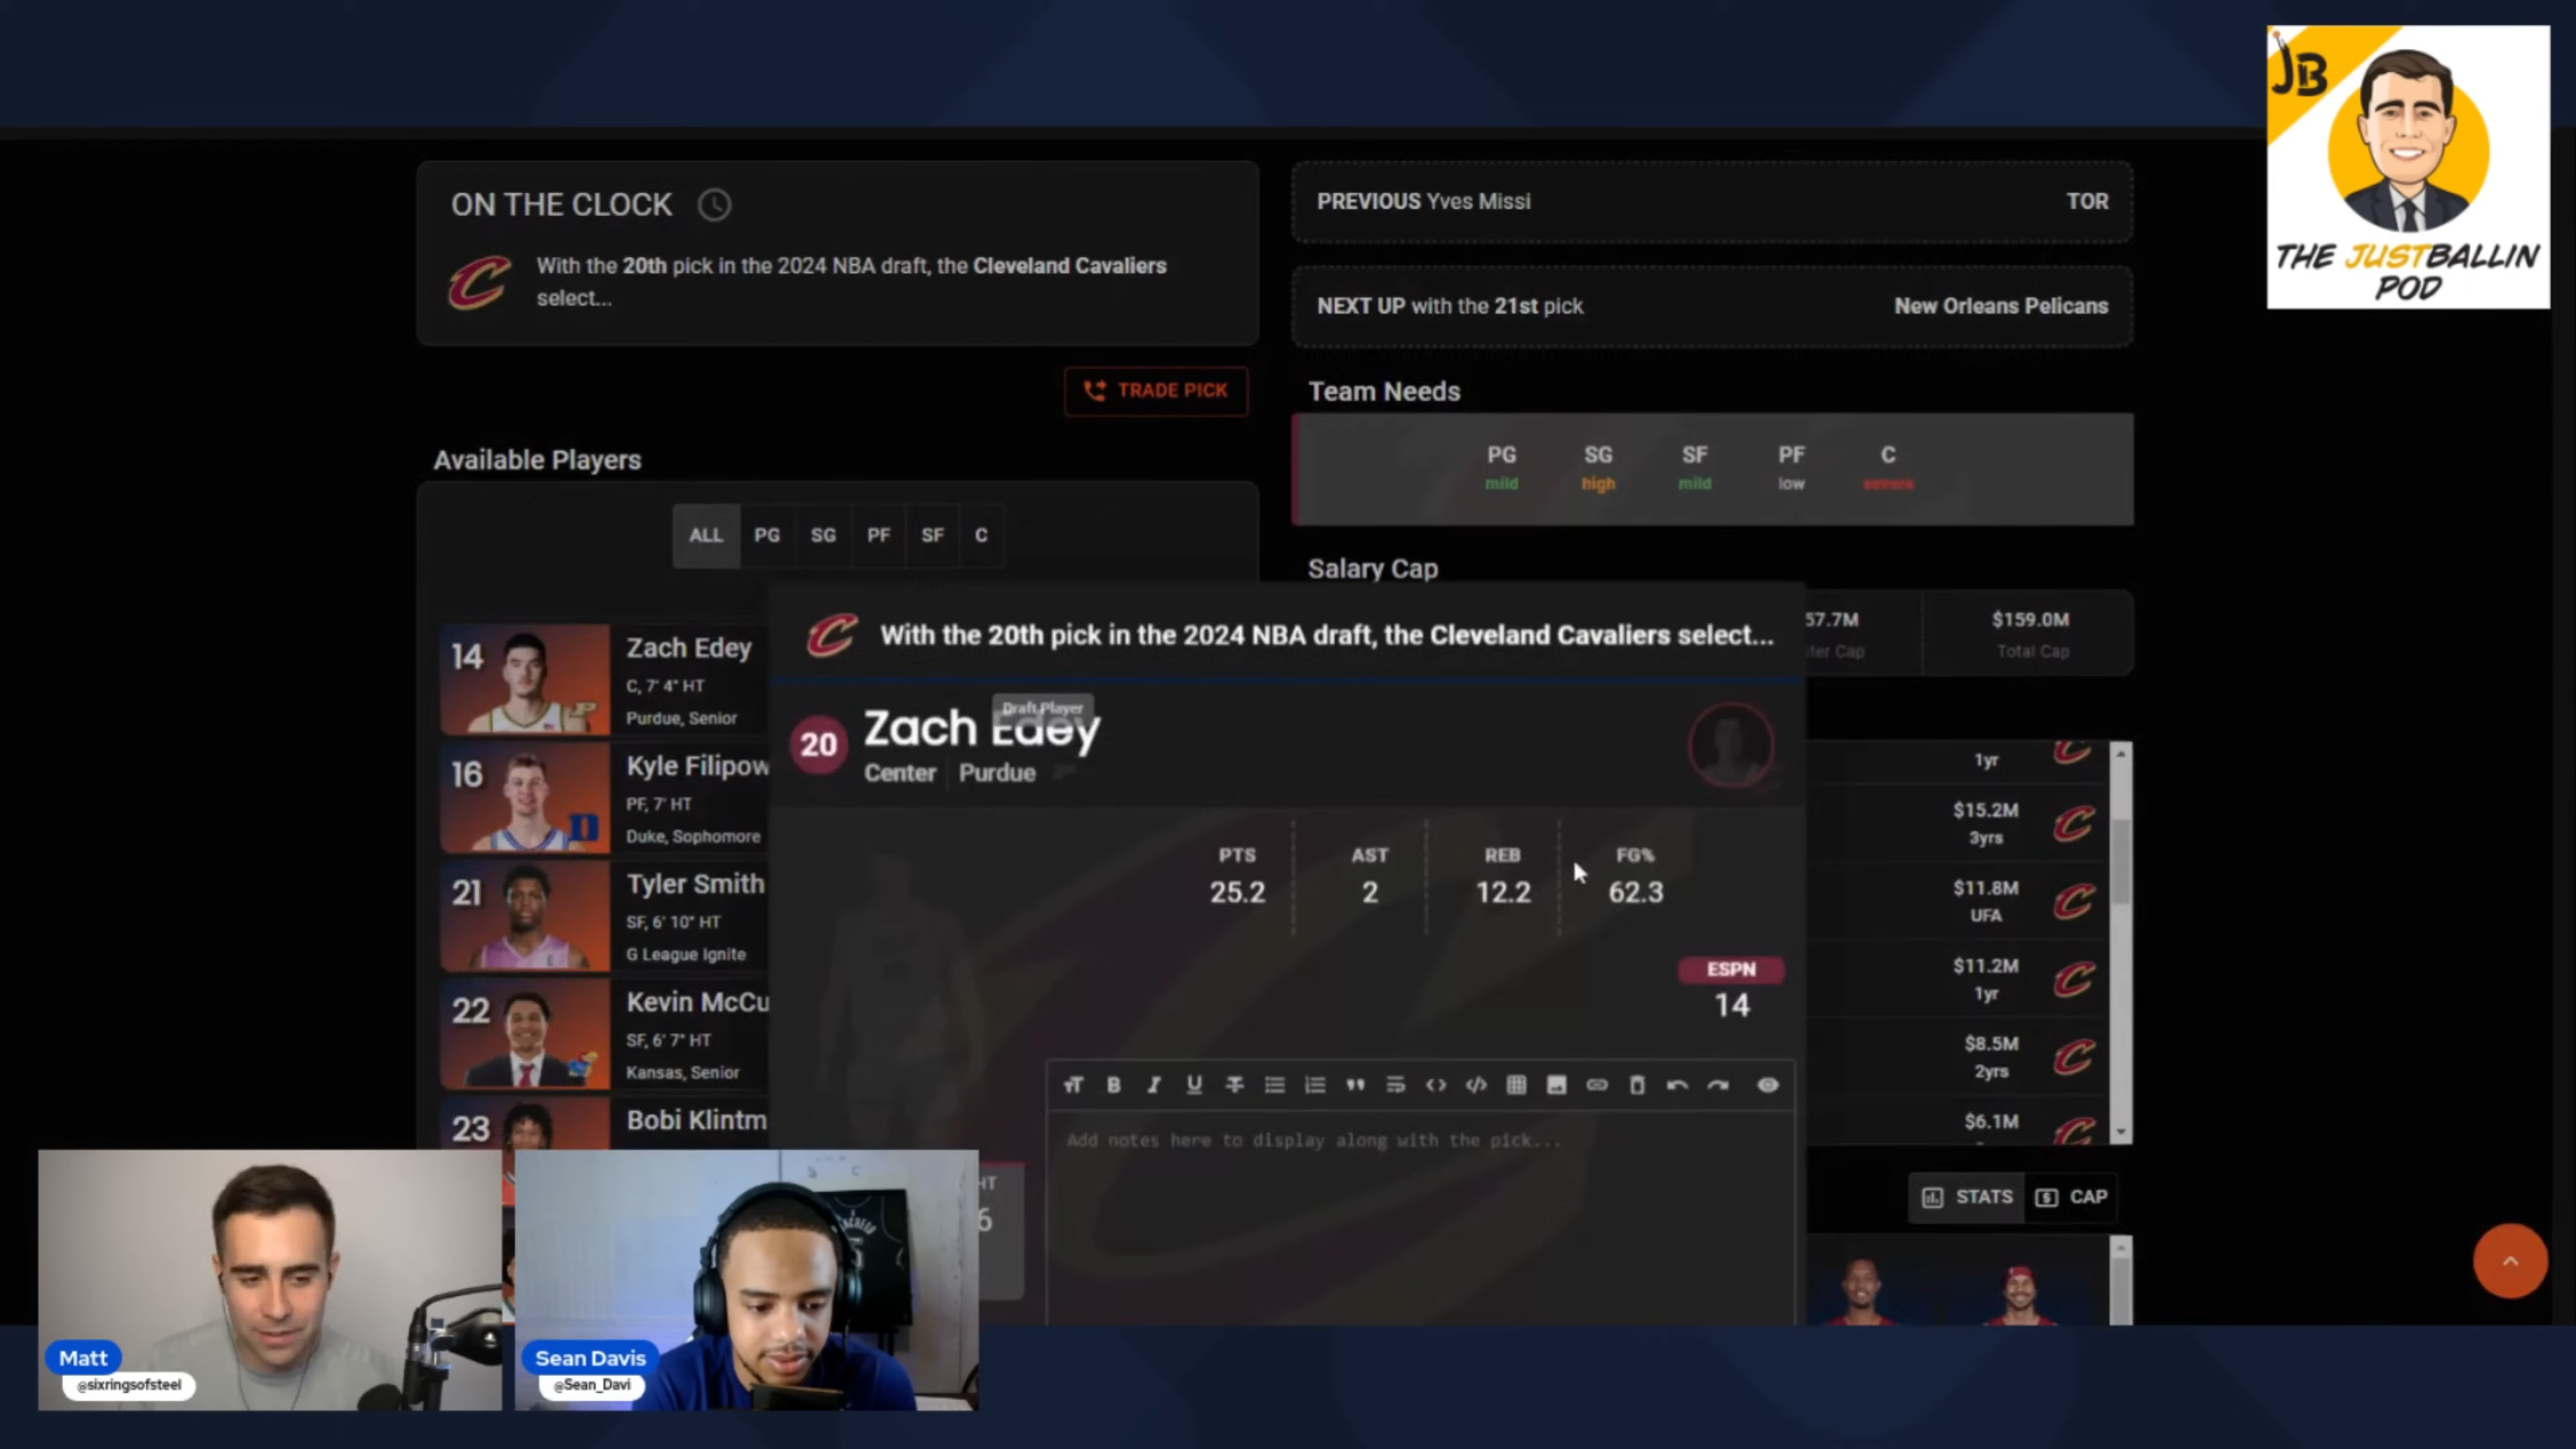 JB
THE JUSTBALLIN
POD
ON THE CLOCK
With the 20th pick in the 2024 NBA draft, the Cleveland Cavaliers
select...
PREVIOUS Yves Missi
TOR
NEXT UP with the 21st pick
New Orleans Pelicans
TRADE PICK
Team Needs
PG SG SF PF C
mild high mild low severe
Available Players
ALL PG SG PF SF C
Salary Cap
57.7M
$159.0M
Total Cap
14
Zach Edey
C, 7' 4" HT
Purdue, Senior
16
Kyle Filipow
PF, 7' HT
Duke, Sophomore
21
Tyler Smith
SF, 6' 10" HT
G League Ignite
22
Kevin McCu
SF, 6' 7" HT
Kansas, Senior
23
Bobi Klintm
With the 20th pick in the 2024 NBA draft, the Cleveland Cavaliers select...
20
Zach Edey
Draft Player
Center
Purdue
PTS AST REB FG%
25.2 2 12.2 62.3
ESPN
14
Add notes here to display along with the pick...
HT
6
1yr
$15.2M
3yrs
$11.8M
UFA
$11.2M
1yr
$8.5M
2yrs
$6.1M
STATS
CAP
Matt
@sixringsofsteel
Sean Davis
@Sean_Davi